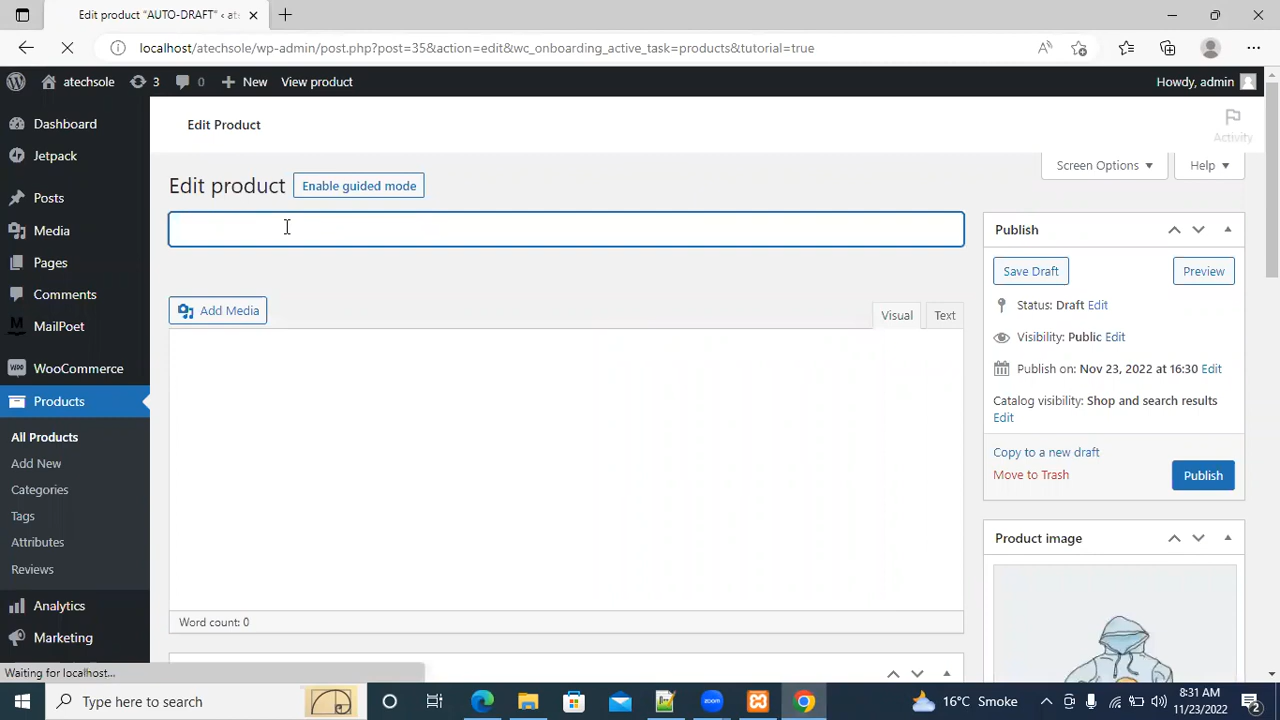 Edit product "AUTO-DRAFT" ‹ ats
localhost/atechsole/wp-admin/post.php?post=35&action=edit&wc_onboarding_active_task=products&tutorial=true
atechsole 3 0 New View product Howdy, admin
Dashboard
Jetpack
Posts
Media
Pages
Comments
MailPoet
WooCommerce
Products
All Products
Add New
Categories
Tags
Attributes
Reviews
Analytics
Marketing
Edit Product
Activity
Screen Options Help
Edit product Enable guided mode
Add Media Visual Text
Word count: 0
Publish
Save Draft Preview
Status: Draft Edit
Visibility: Public Edit
Publish on: Nov 23, 2022 at 16:30 Edit
Catalog visibility: Shop and search results
Edit
Copy to a new draft
Move to Trash Publish
Product image
Waiting for localhost...
Type here to search
16°C Smoke
8:31 AM
11/23/2022
2